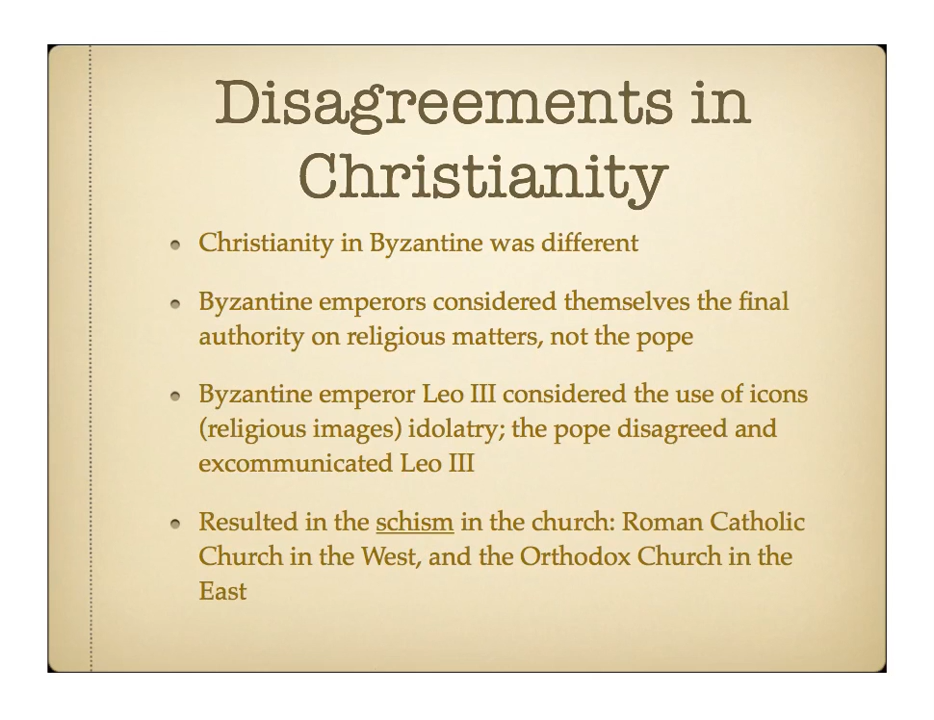 Disagreements in
Christianity
• Christianity in Byzantine was different
• Byzantine emperors considered themselves the final
authority on religious matters, not the pope
• Byzantine emperor Leo III considered the use of icons
(religious images) idolatry; the pope disagreed and
excommunicated Leo III
• Resulted in the schism in the church: Roman Catholic
Church in the West, and the Orthodox Church in the
East